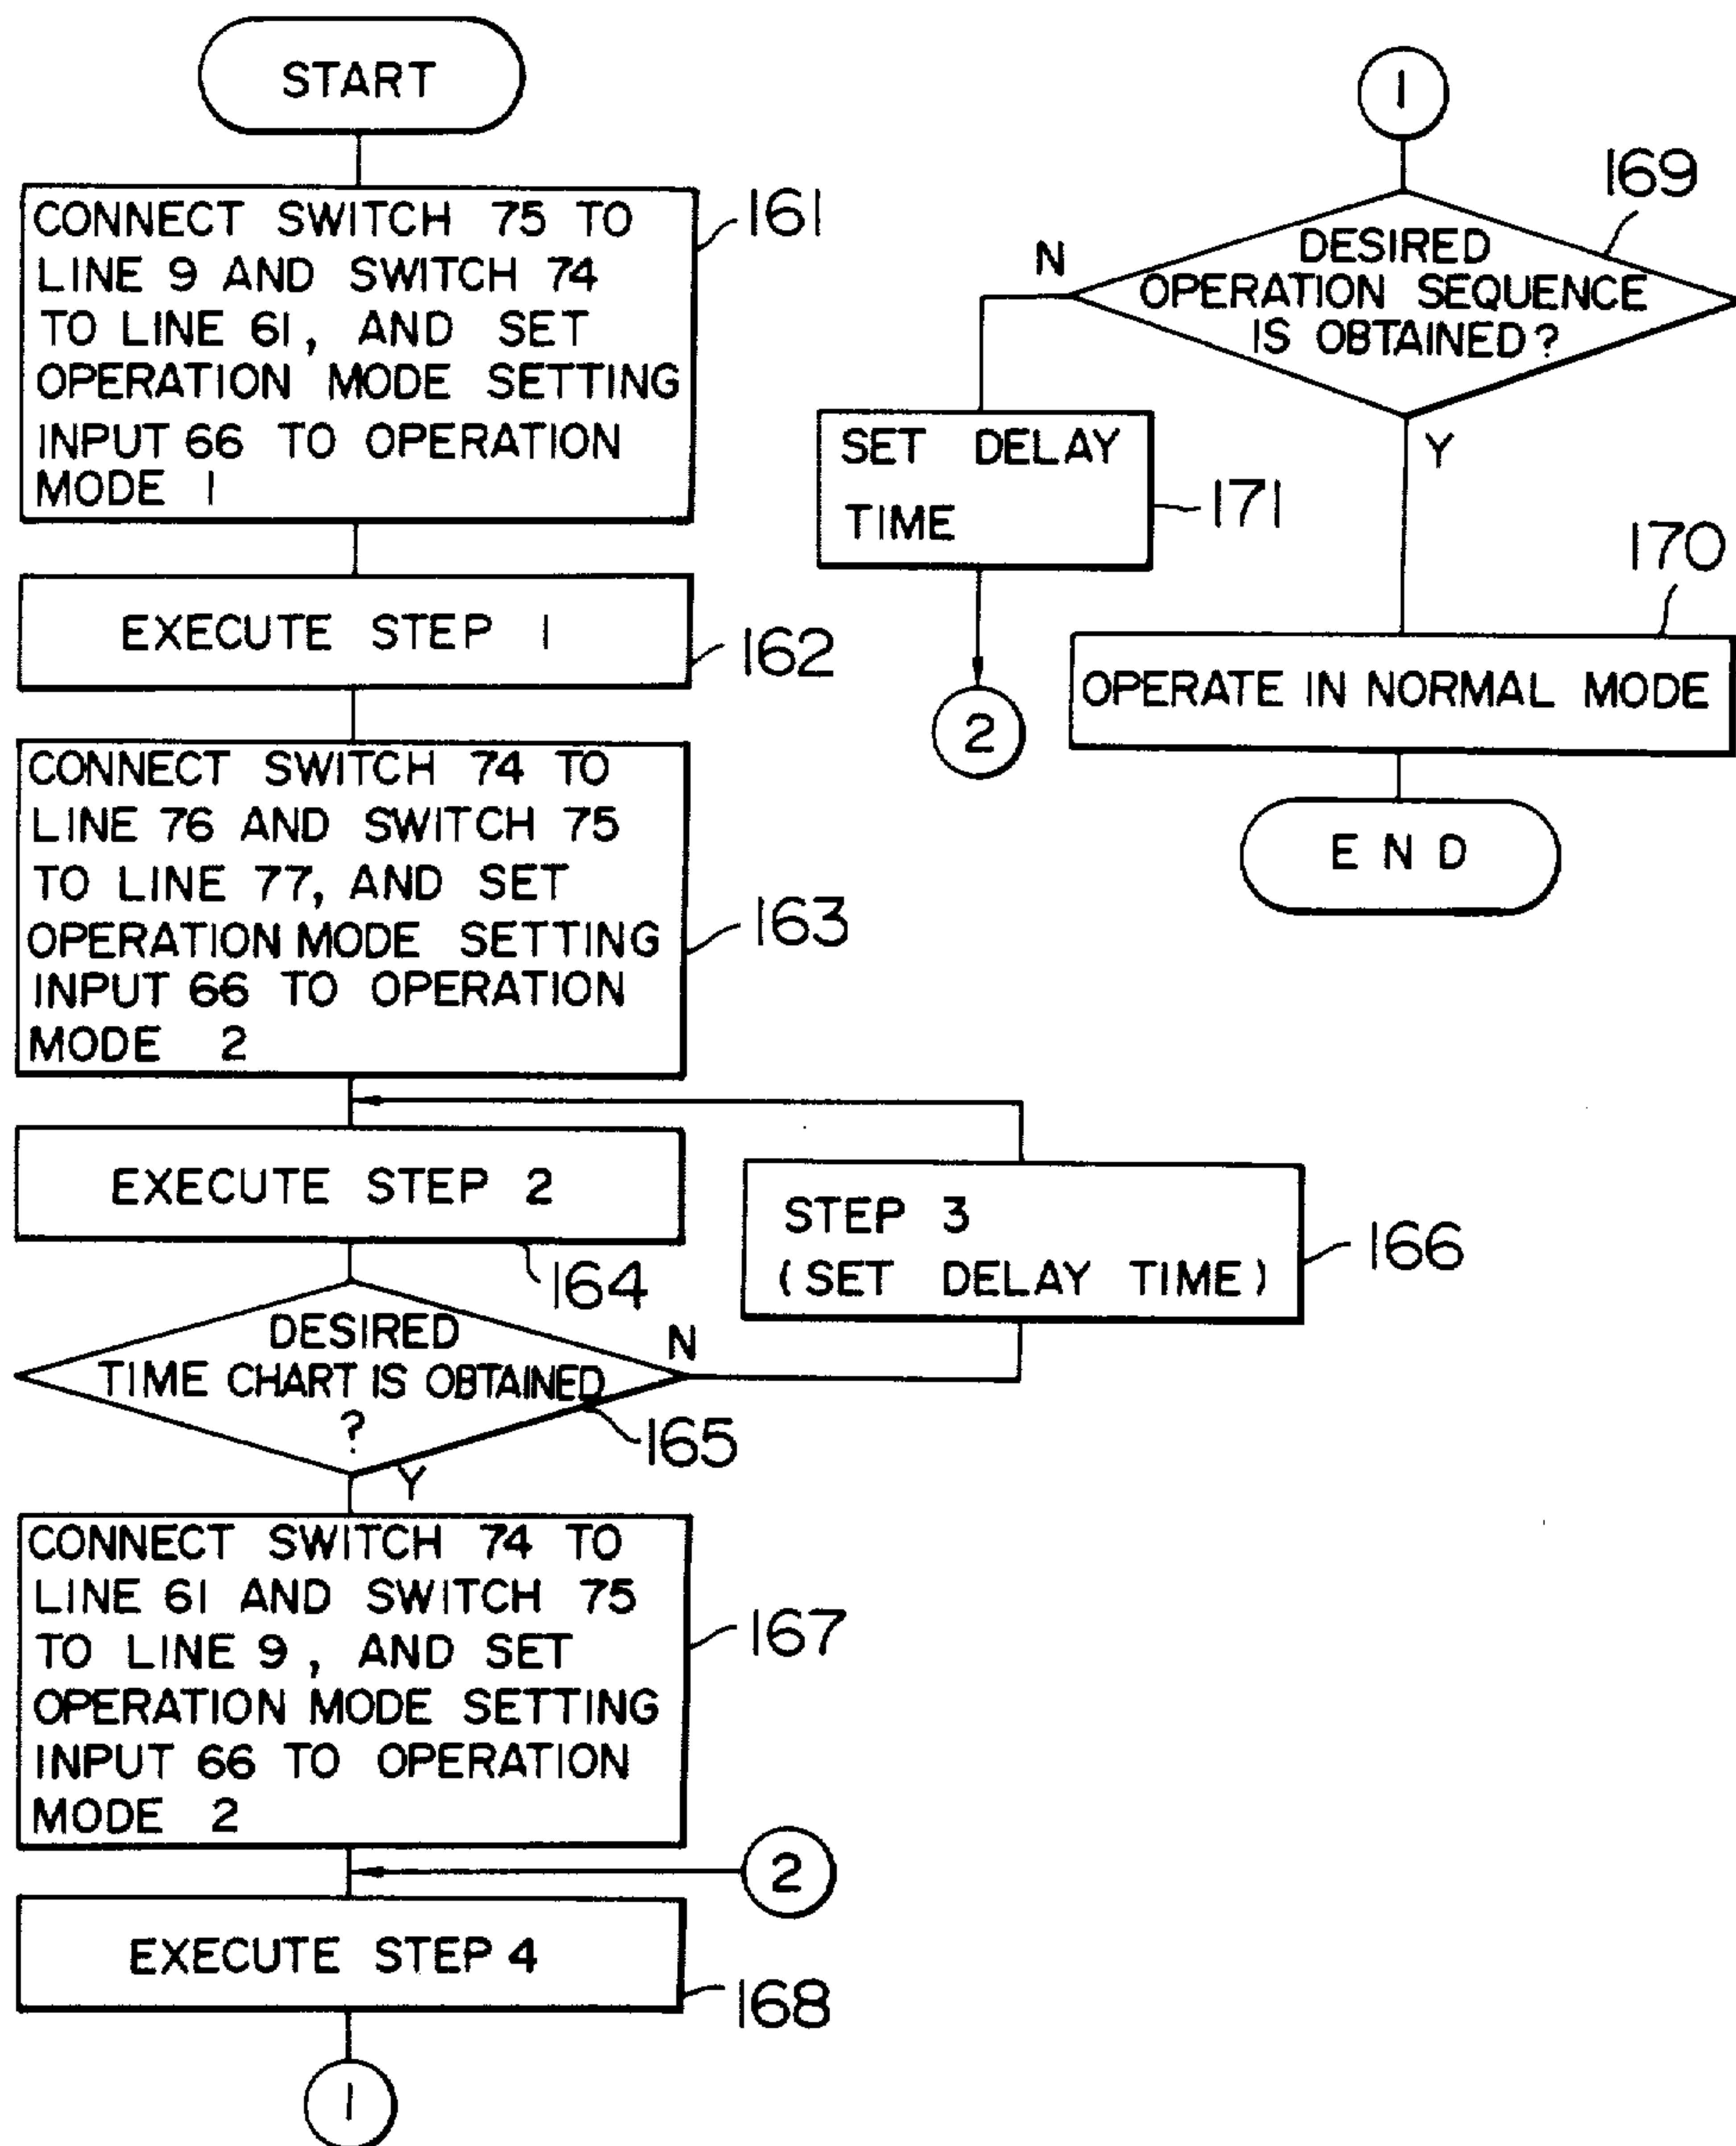 START
CONNECT SWITCH 75 TO
LINE 9 AND SWITCH 74
TO LINE 61, AND SET
OPERATION MODE SETTING
INPUT 66 TO OPERATION
MODE 1
161
EXECUTE STEP 1
162
CONNECT SWITCH 74 TO
LINE 76 AND SWITCH 75
TO LINE 77, AND SET
OPERATION MODE SETTING
INPUT 66 TO OPERATION
MODE 2
163
EXECUTE STEP 2
164
DESIRED
TIME CHART IS OBTAINED
?
165
N
Y
STEP 3
(SET DELAY TIME)
166
CONNECT SWITCH 74 TO
LINE 61 AND SWITCH 75
TO LINE 9, AND SET
OPERATION MODE SETTING
INPUT 66 TO OPERATION
MODE 2
167
2
EXECUTE STEP 4
168
1
1
169
DESIRED
OPERATION SEQUENCE
IS OBTAINED?
N
Y
SET DELAY
TIME
171
2
170
OPERATE IN NORMAL MODE
END